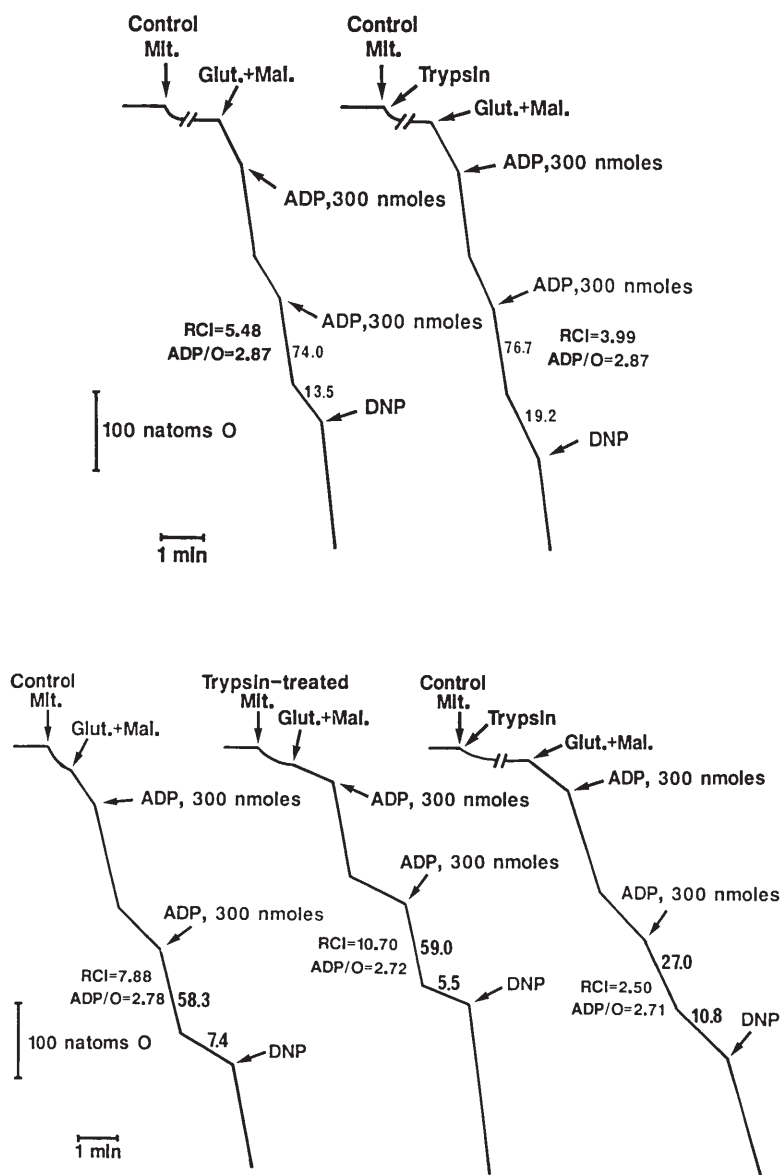 Control
Mit.
Glut.+Mal.
ADP,300 nmoles
ADP,300 nmoles
RCI=5.48
ADP/O=2.87
74.0
13.5
DNP
Control
Mit.
Trypsin
Glut.+Mal.
ADP,300 nmoles
ADP,300 nmoles
76.7
RCI=3.99
ADP/O=2.87
19.2
DNP
100 natoms O
1 min
Control
Mit.
Glut.+Mal.
ADP, 300 nmoles
ADP, 300 nmoles
RCI=7.88
ADP/O=2.78
58.3
7.4
DNP
Trypsin-treated
Mit.
Glut.+Mal.
ADP, 300 nmoles
ADP, 300 nmoles
RCI=10.70
ADP/O=2.72
59.0
5.5
DNP
Control
Mit.
Trypsin
Glut.+Mal.
ADP, 300 nmoles
ADP, 300 nmoles
27.0
RCI=2.50
ADP/O=2.71
10.8
DNP
100 natoms O
1 min